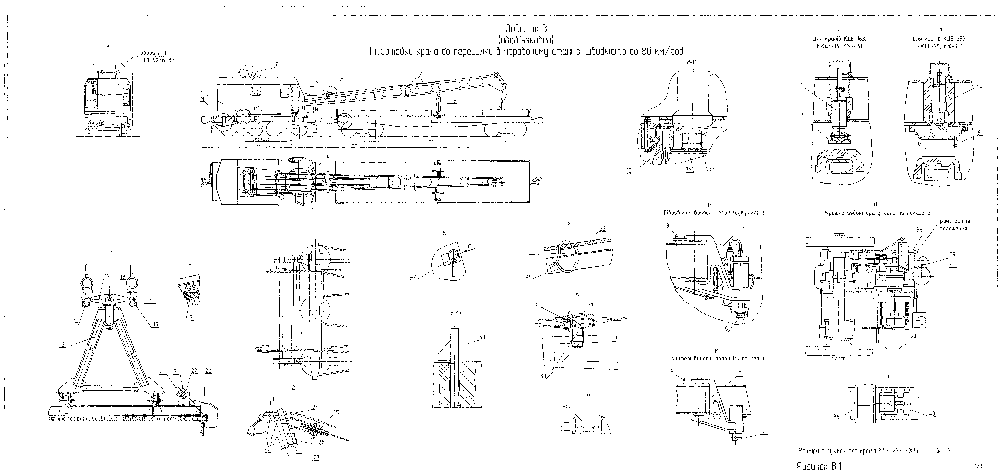 Додаток В
(обов"язковий)
Підготовка крана до пересилки в неробочому стані зі швидкістю до 80 км/год
А
Габарит 1Т
ГОСТ 9238-83
Д
А
Ж
З
Л
М
И
Б
Н
И
12
Р
2950 (3800)
8240 (9170)
9720
14620
К
П
И-И
35
36
37
Л
Для кранів КДЕ-163,
КЖДЕ-16, КЖ-461
1
2
Л
Для кранів КДЕ-253,
КЖДЕ-25, КЖ-561
4
6
Б
17
18
В
14
15
13
23
21
22
20
В
19
Г
Д
Г
26
25
28
27
К
Е
42
Е
41
З
32
33
34
Ж
31
29
30
Р
24
не роз"єднувати
М
Гідравлічні виносні опори (аутригери)
9
7
10
М
Гвинтові виносні опори (аутригери)
9
8
11
Н
Кришка редуктора умовно не показана
Транспортне
положення
38
39
40
П
44
43
Розміри в дужках для кранів КДЕ-253, КЖДЕ-25, КЖ-561
Рисунок В.1
21